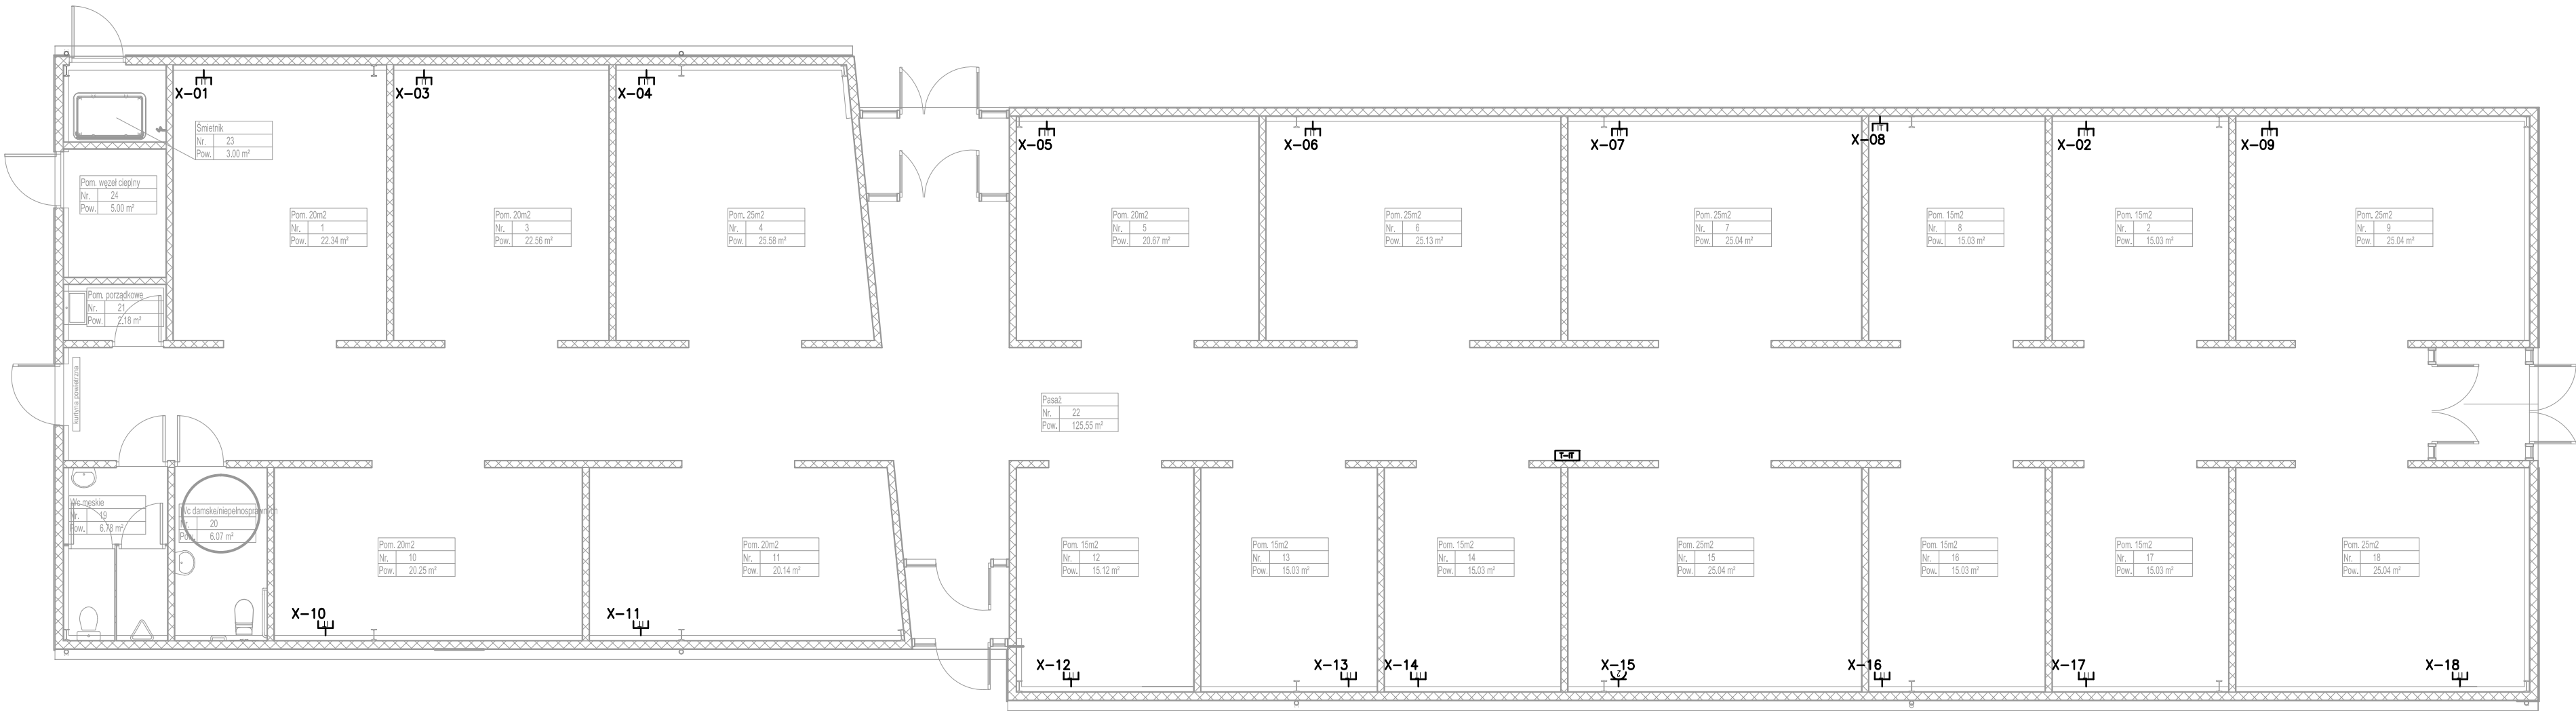 X-01
X-03
X-04
Śmietnik
Nr. 23
Pow. 3.00 m²
X-05
X-06
X-07
X-08
X-02
X-09
Pom. węzeł cieplny
Nr. 24
Pow. 5.00 m²
Pom. 20m2
Nr. 1
Pow. 22.34 m²
Pom. 20m2
Nr. 3
Pow. 22.56 m²
Pom. 25m2
Nr. 4
Pow. 25.58 m²
Pom. 20m2
Nr. 5
Pow. 20.67 m²
Pom. 25m2
Nr. 6
Pow. 25.13 m²
Pom. 25m2
Nr. 7
Pow. 25.04 m²
Pom. 15m2
Nr. 8
Pow. 15.03 m²
Pom. 15m2
Nr. 2
Pow. 15.03 m²
Pom. 25m2
Nr. 9
Pow. 25.04 m²
Pom. porządkowe
Nr. 21
Pow. 2.18 m²
kurtyna powietrzna
Pasaż
Nr. 22
Pow. 125.55 m²
T-IT
Wc męskie
Nr. 19
Pow. 6.78 m²
Wc damske/niepełnosprawnych
Nr. 20
Pow. 6.07 m²
Pom. 20m2
Nr. 10
Pow. 20.25 m²
Pom. 20m2
Nr. 11
Pow. 20.14 m²
Pom. 15m2
Nr. 12
Pow. 15.12 m²
Pom. 15m2
Nr. 13
Pow. 15.03 m²
Pom. 15m2
Nr. 14
Pow. 15.03 m²
Pom. 25m2
Nr. 15
Pow. 25.04 m²
Pom. 15m2
Nr. 16
Pow. 15.03 m²
Pom. 15m2
Nr. 17
Pow. 15.03 m²
Pom. 25m2
Nr. 18
Pow. 25.04 m²
X-10
X-11
X-12
X-13
X-14
X-15
2
X-16
X-17
X-18